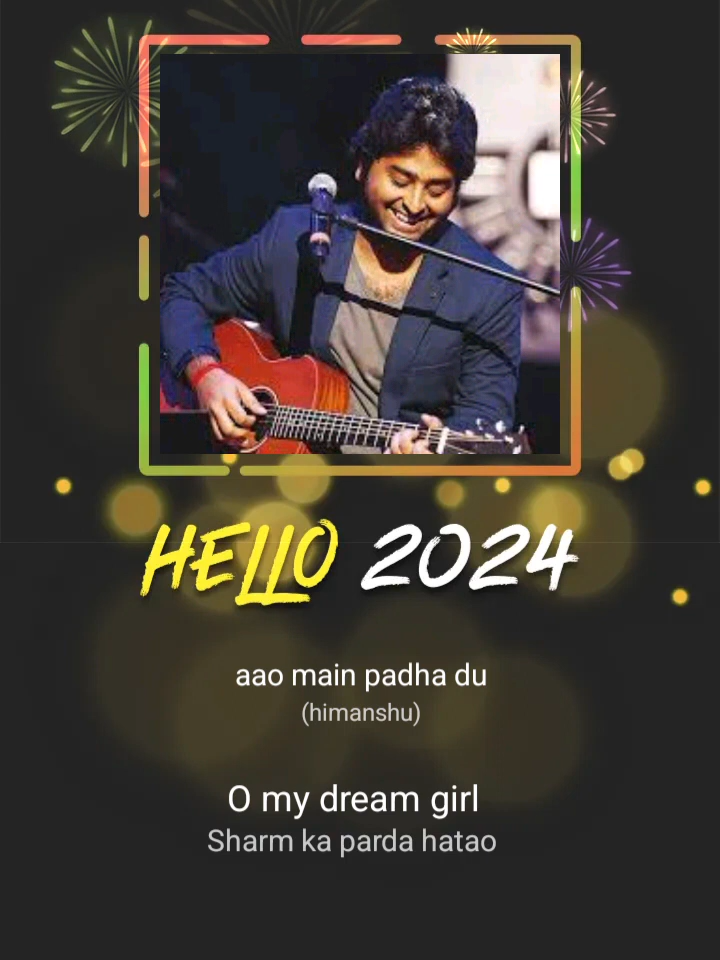 HELLO 2024
aao main padha du
(himanshu)
O my dream girl
Sharm ka parda hatao